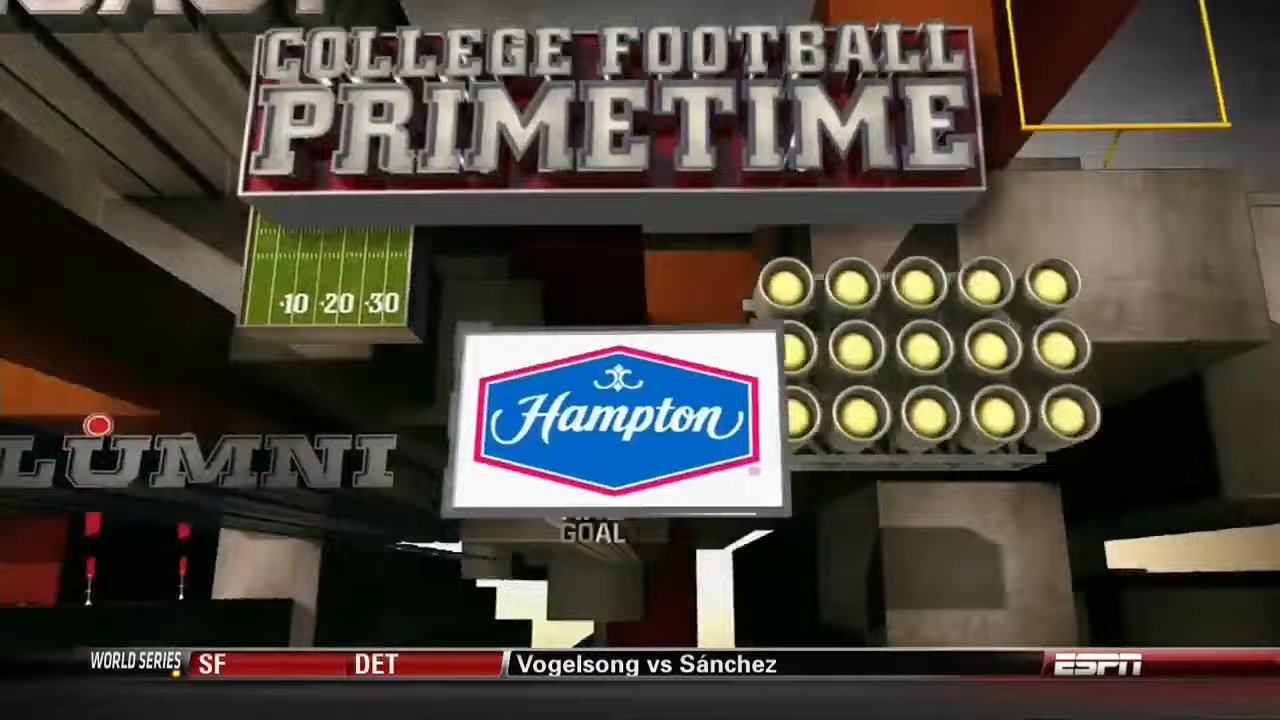 COLLEGE FOOTBALL
PRIMETIME
·10 ·20 ·30
Hampton
LUMNI
GOAL
WORLD SERIES SF DET Vogelsong vs Sánchez ESPN